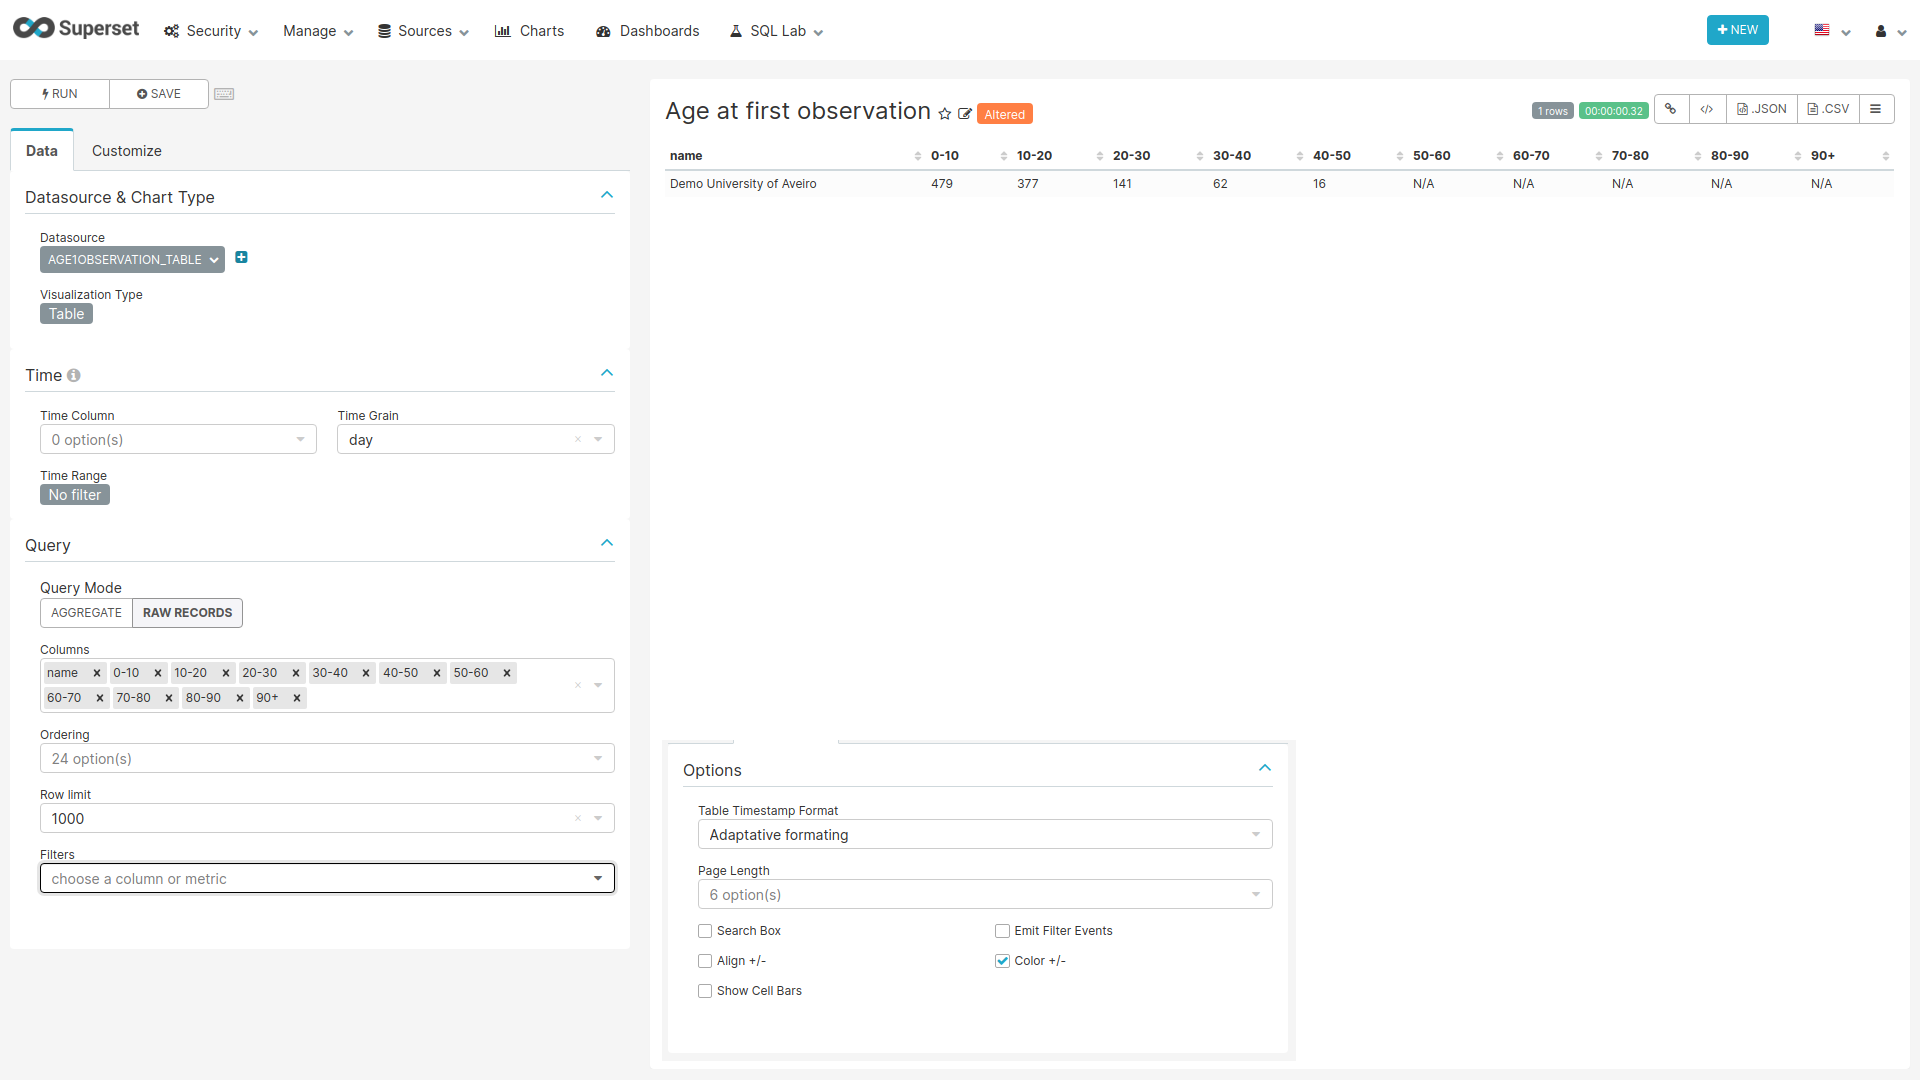 Superset Security Manage Sources Charts Dashboards SQL Lab + NEW
RUN SAVE
Data Customize
Datasource & Chart Type
Datasource
AGE1OBSERVATION_TABLE
Visualization Type
Table
Time
Time Column Time Grain
0 option(s) day
Time Range
No filter
Query
Query Mode
AGGREGATE RAW RECORDS
Columns
name × 0-10 × 10-20 × 20-30 × 30-40 × 40-50 × 50-60 ×
60-70 × 70-80 × 80-90 × 90+ ×
Ordering
24 option(s)
Row limit
1000
Filters
choose a column or metric
Age at first observation Altered 1 rows 00:00:00.32 </> .JSON .CSV
name 0-10 10-20 20-30 30-40 40-50 50-60 60-70 70-80 80-90 90+
Demo University of Aveiro 479 377 141 62 16 N/A N/A N/A N/A N/A
Options
Table Timestamp Format
Adaptative formating
Page Length
6 option(s)
Search Box Emit Filter Events
Align +/- Color +/-
Show Cell Bars